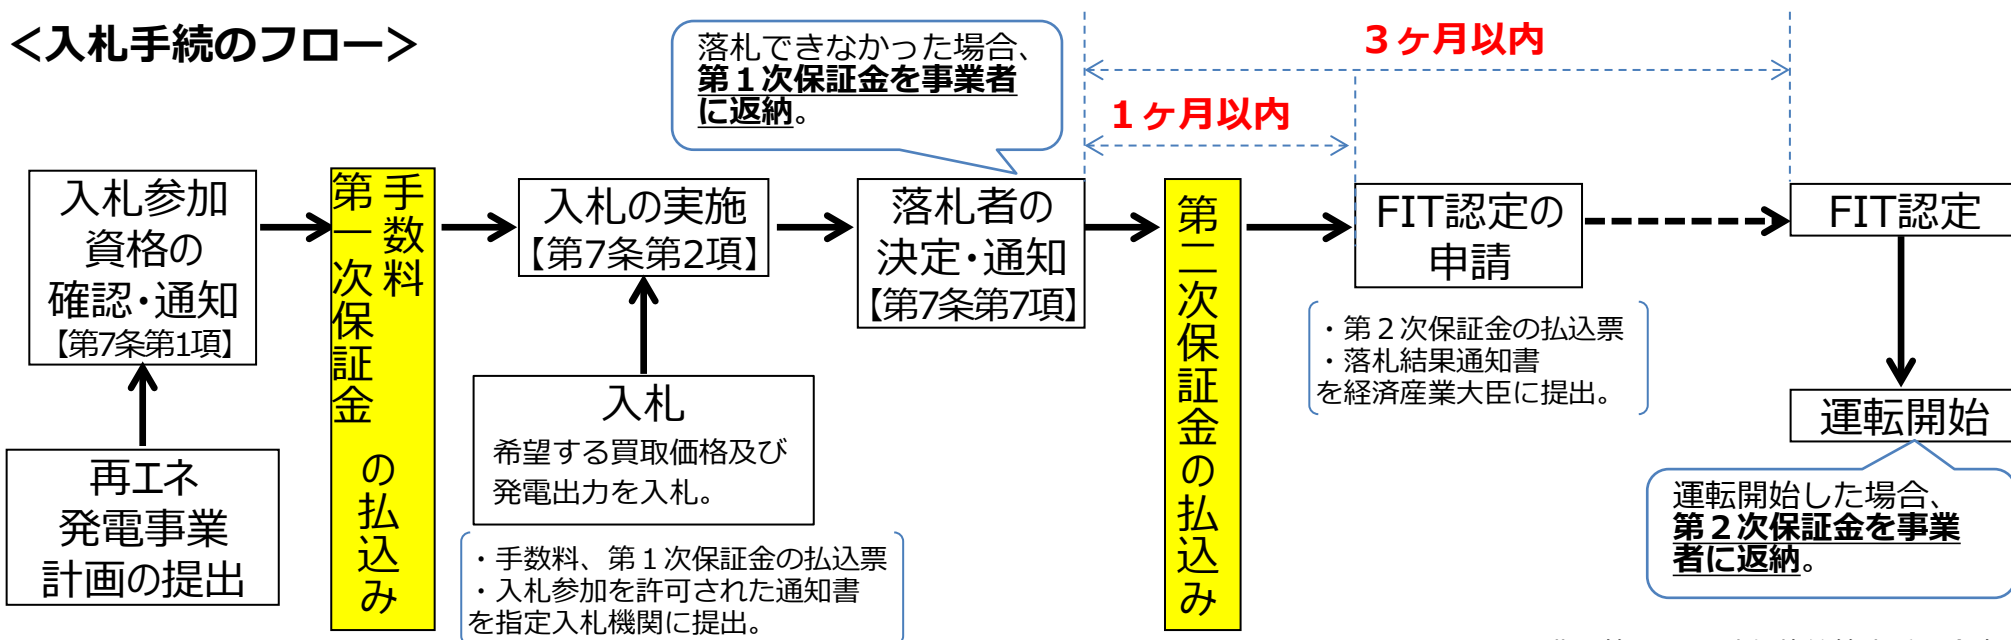 ＜入札手続のフロー＞
落札できなかった場合、
第１次保証金を事業者
に返納。
３ヶ月以内
１ヶ月以内
入札参加
資格の
確認・通知
【第7条第1項】
再エネ
発電事業
計画の提出
手数料
第一次保証金
の払込み
入札の実施
【第7条第2項】
入札
希望する買取価格及び
発電出力を入札。
・手数料、第１次保証金の払込票
・入札参加を許可された通知書
を指定入札機関に提出。
落札者の
決定・通知
【第7条第7項】
第二次保証金の払込み
FIT認定の
申請
・第２次保証金の払込票
・落札結果通知書
を経済産業大臣に提出。
FIT認定
運転開始
運転開始した場合、
第２次保証金を事業
者に返納。